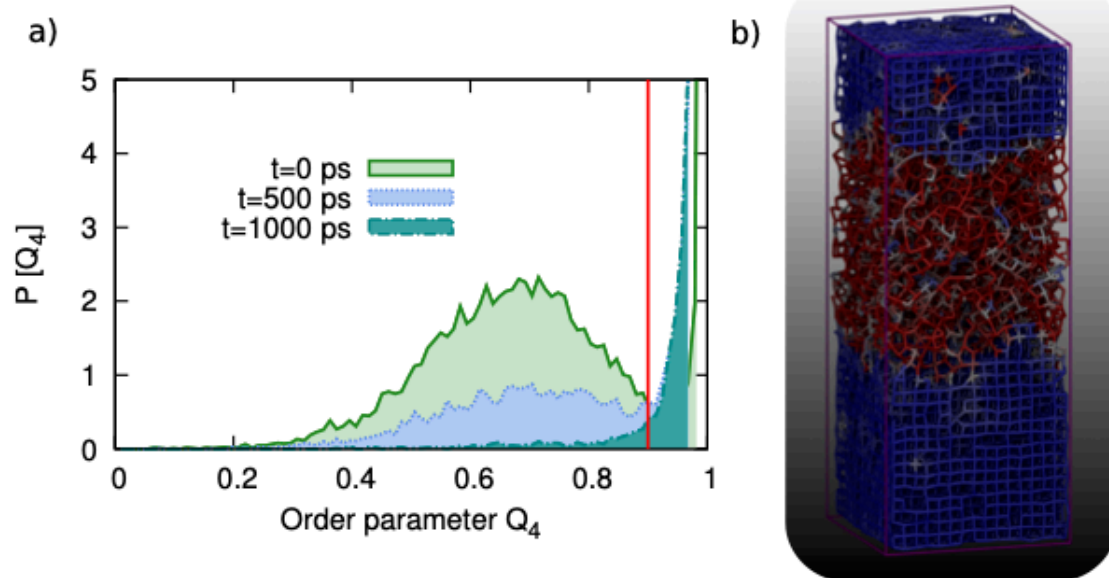 a)
b)
5
4
3
2
1
0
P [Q4]
t=0 ps
t=500 ps
t=1000 ps
0 0.2 0.4 0.6 0.8 1
Order parameter Q4